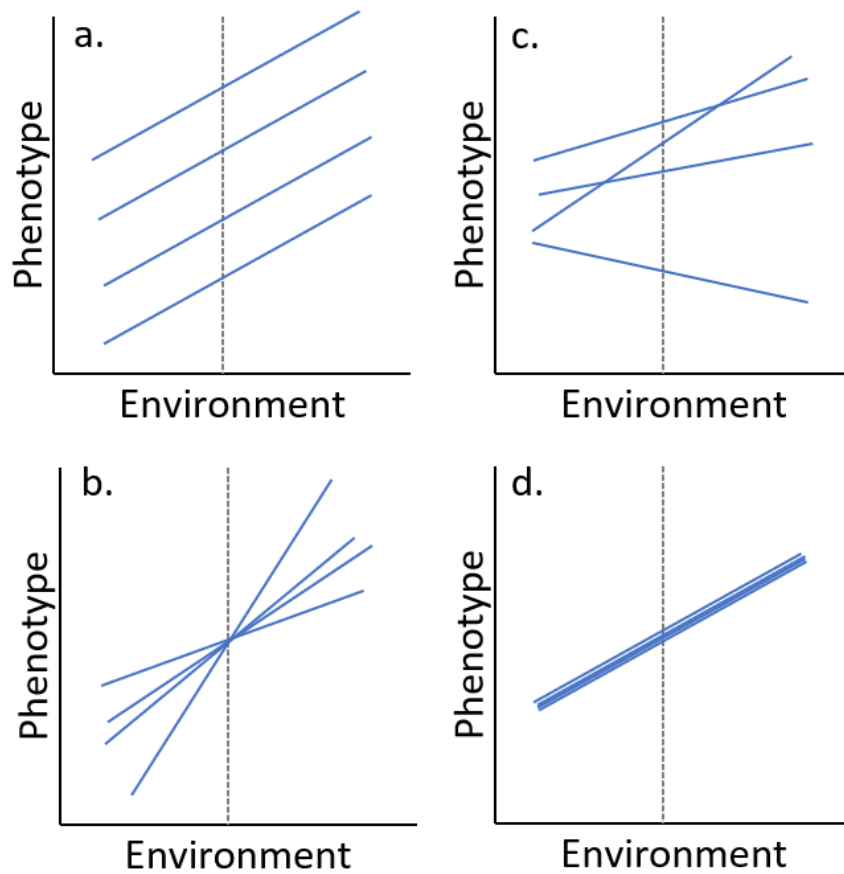 a.
Phenotype
Environment
c.
Phenotype
Environment
b.
Phenotype
Environment
d.
Phenotype
Environment